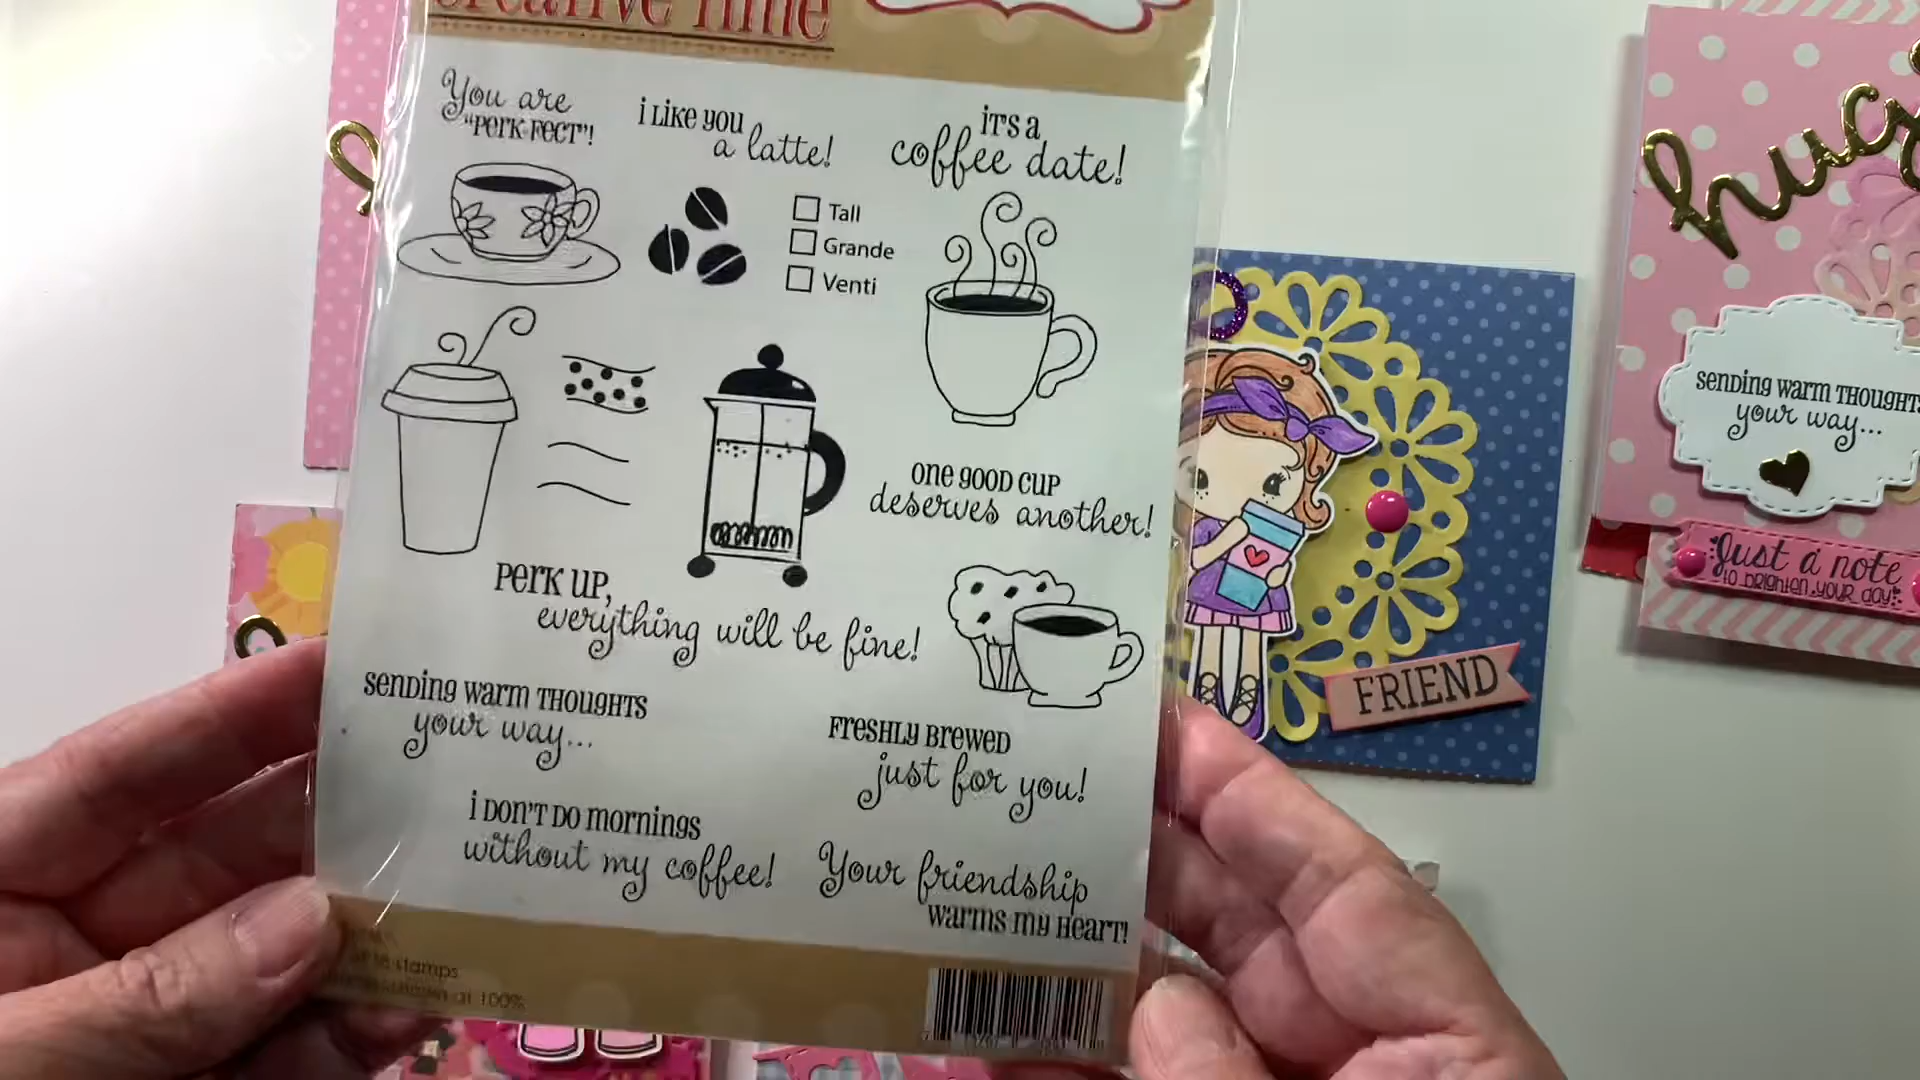 You are
"Perk-fect"!
i Like you
a latte!
it's a
coffee date!
Tall
Grande
Venti
one good cup
deserves another!
Perk up,
everything will be fine!
sending warm thoughts
your way...
Freshly Brewed
just for you!
i don't do mornings
without my coffee!
Your friendship
warms my heart!
stamps
at 100%
FRIEND
sending warm thoughts
your way...
Just a note
to brighten your day